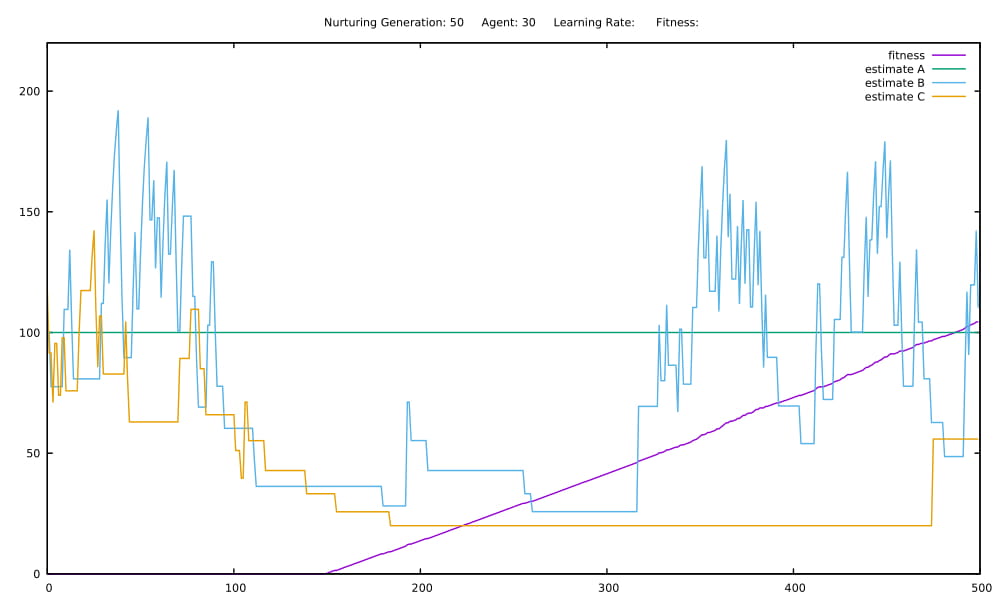 Nurturing Generation: 50 Agent: 30 Learning Rate: Fitness:
fitness
estimate A
estimate B
estimate C
200
150
100
50
0
0 100 200 300 400 500